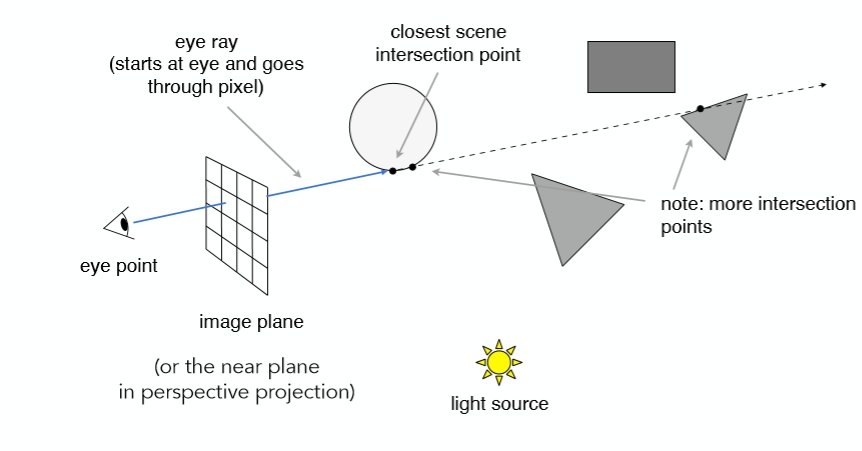 eye ray
(starts at eye and goes
through pixel)
closest scene
intersection point
note: more intersection
points
eye point
image plane
(or the near plane
in perspective projection)
light source